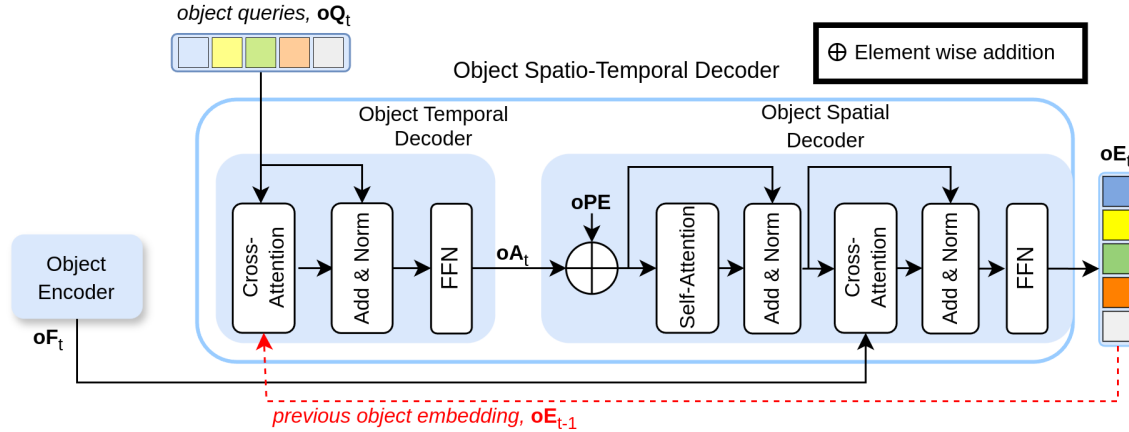 object queries, oQt
⊕ Element wise addition
Object Spatio-Temporal Decoder
Object Temporal
Decoder
Object Spatial
Decoder
oEt
oPE
Cross-
Attention
Add & Norm
FFN
oAt
Self-Attention
Add & Norm
Cross-
Attention
Add & Norm
FFN
Object
Encoder
oFt
previous object embedding, oEt-1